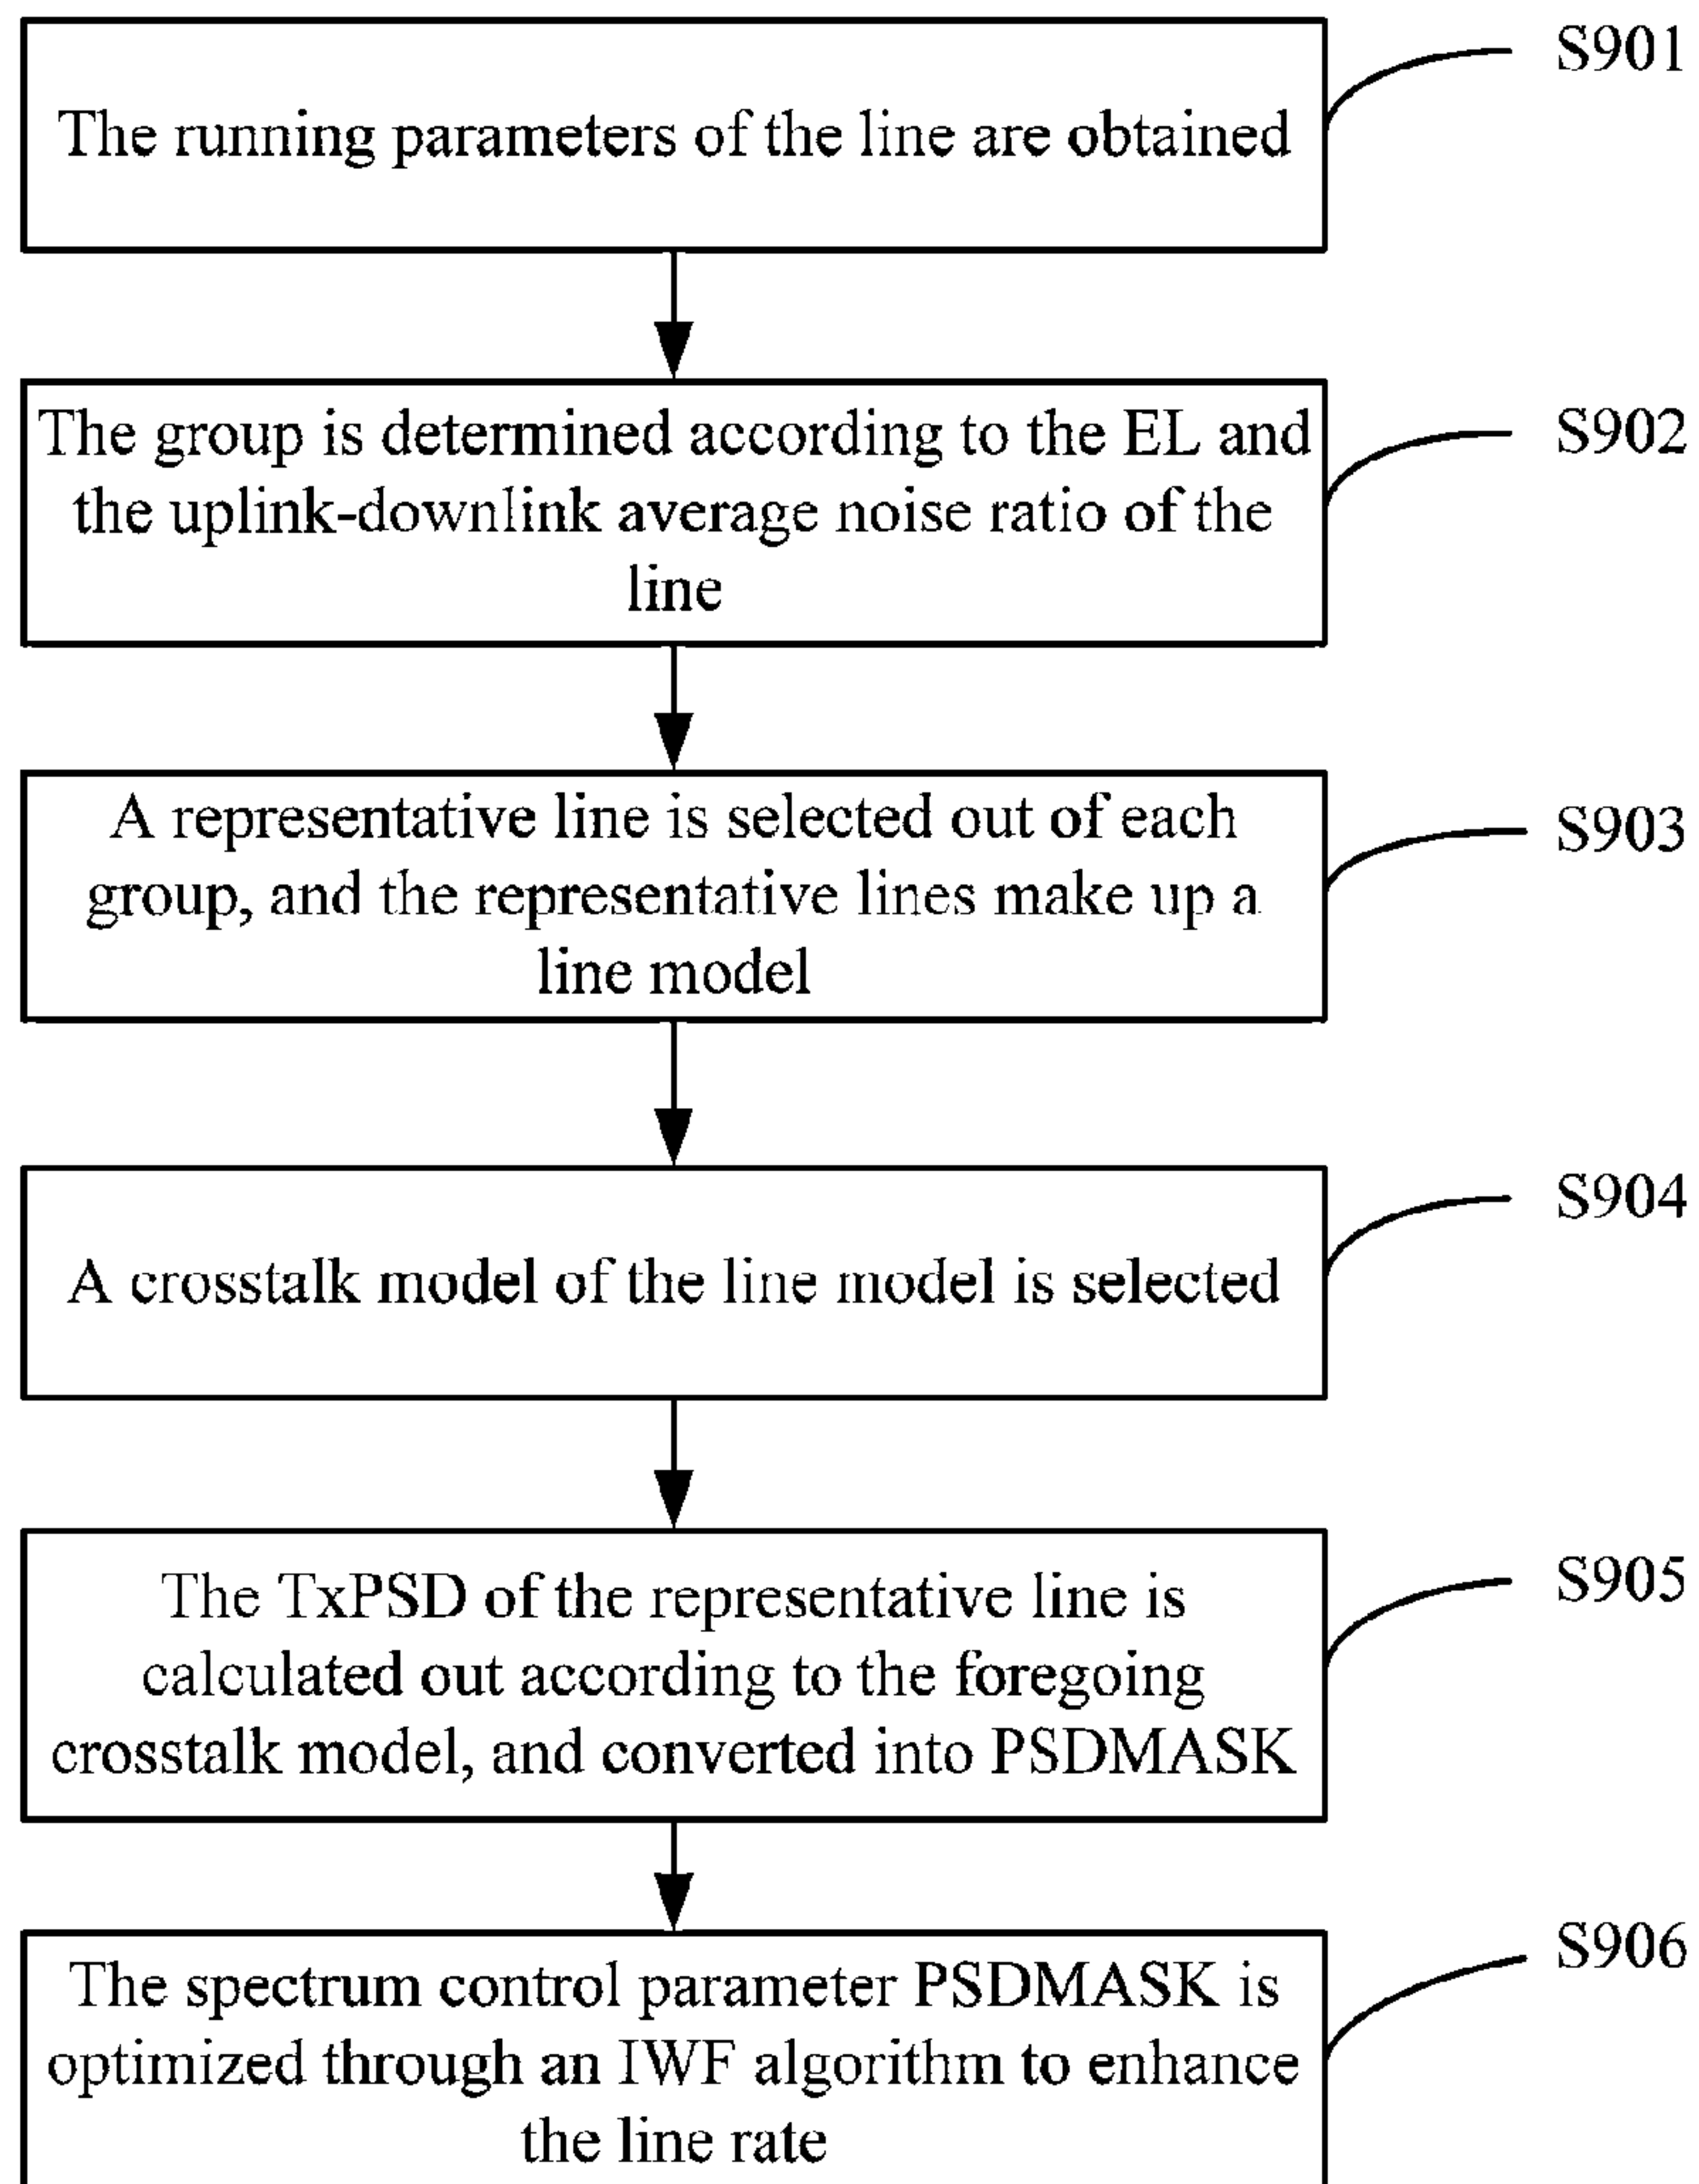 S901
The running parameters of the line are obtained
S902
The group is determined according to the EL and
the uplink-downlink average noise ratio of the
line
S903
A representative line is selected out of each
group, and the representative lines make up a
line model
S904
A crosstalk model of the line model is selected
S905
The TxPSD of the representative line is
calculated out according to the foregoing
crosstalk model, and converted into PSDMASK
S906
The spectrum control parameter PSDMASK is
optimized through an IWF algorithm to enhance
the line rate